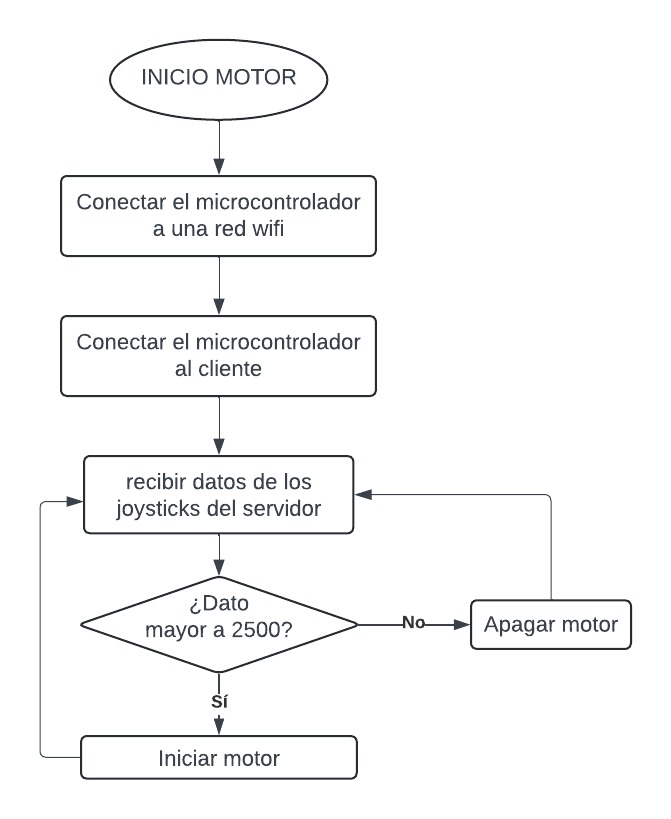 INICIO MOTOR
Conectar el microcontrolador
a una red wifi
Conectar el microcontrolador
al cliente
recibir datos de los
joysticks del servidor
¿Dato
mayor a 2500?
No
Apagar motor
Sí
Iniciar motor